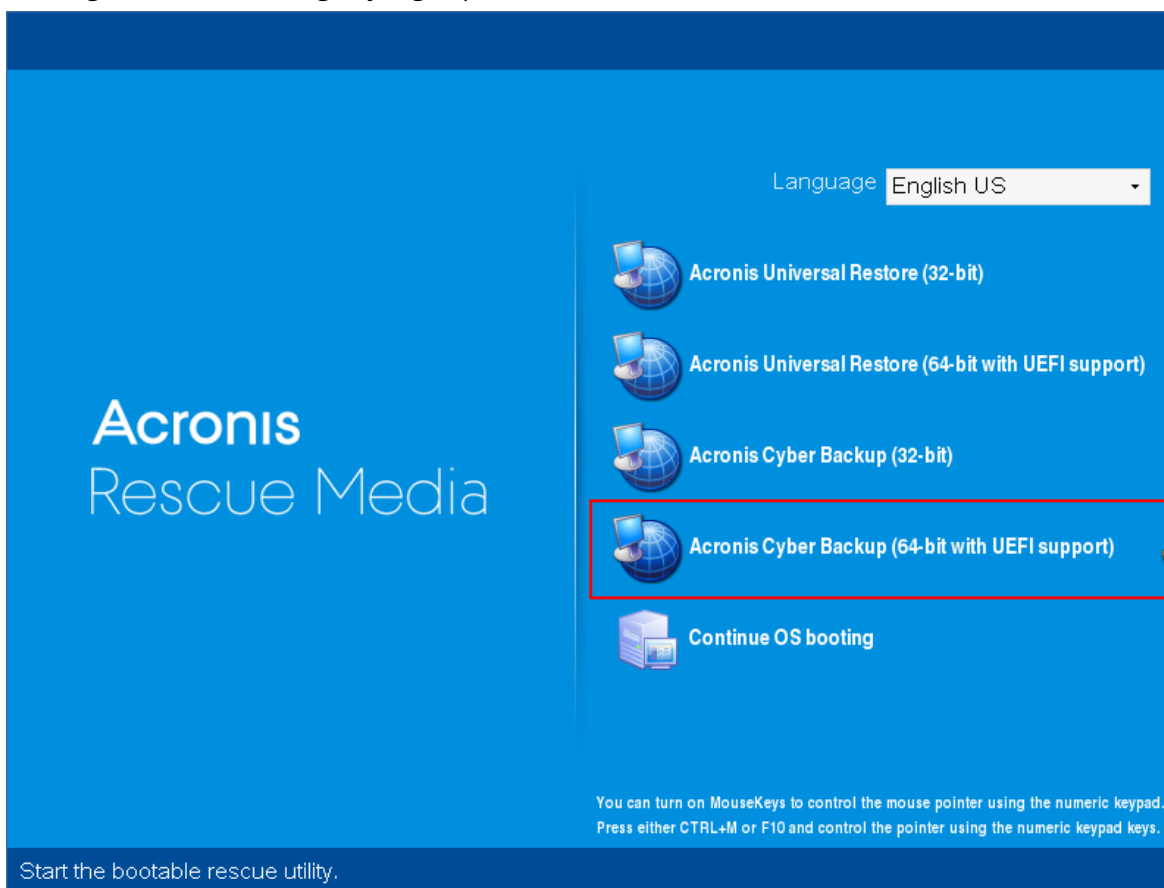 Language English US
Acronis Universal Restore (32-bit)
Acronis Universal Restore (64-bit with UEFI support)
Acronis
Rescue Media
Acronis Cyber Backup (32-bit)
Acronis Cyber Backup (64-bit with UEFI support)
Continue OS booting
You can turn on MouseKeys to control the mouse pointer using the numeric keypad.
Press either CTRL+M or F10 and control the pointer using the numeric keypad keys.
Start the bootable rescue utility.